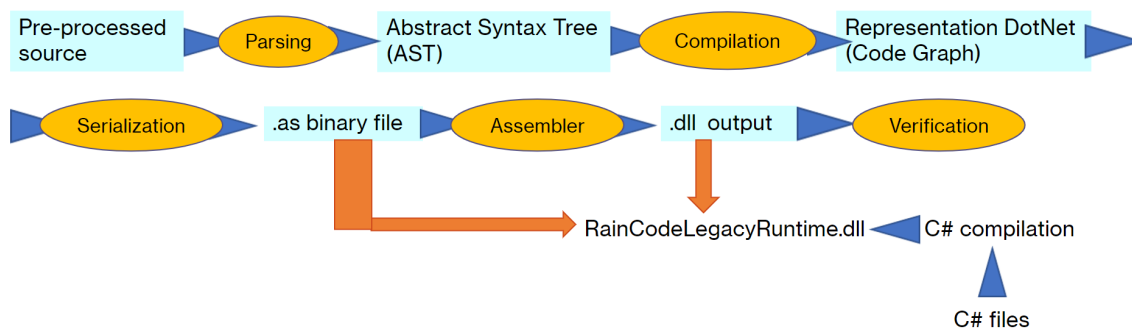 Pre-processed
source
Parsing
Abstract Syntax Tree
(AST)
Compilation
Representation DotNet
(Code Graph)
Serialization
.as binary file
Assembler
.dll output
Verification
RainCodeLegacyRuntime.dll
C# compilation
C# files